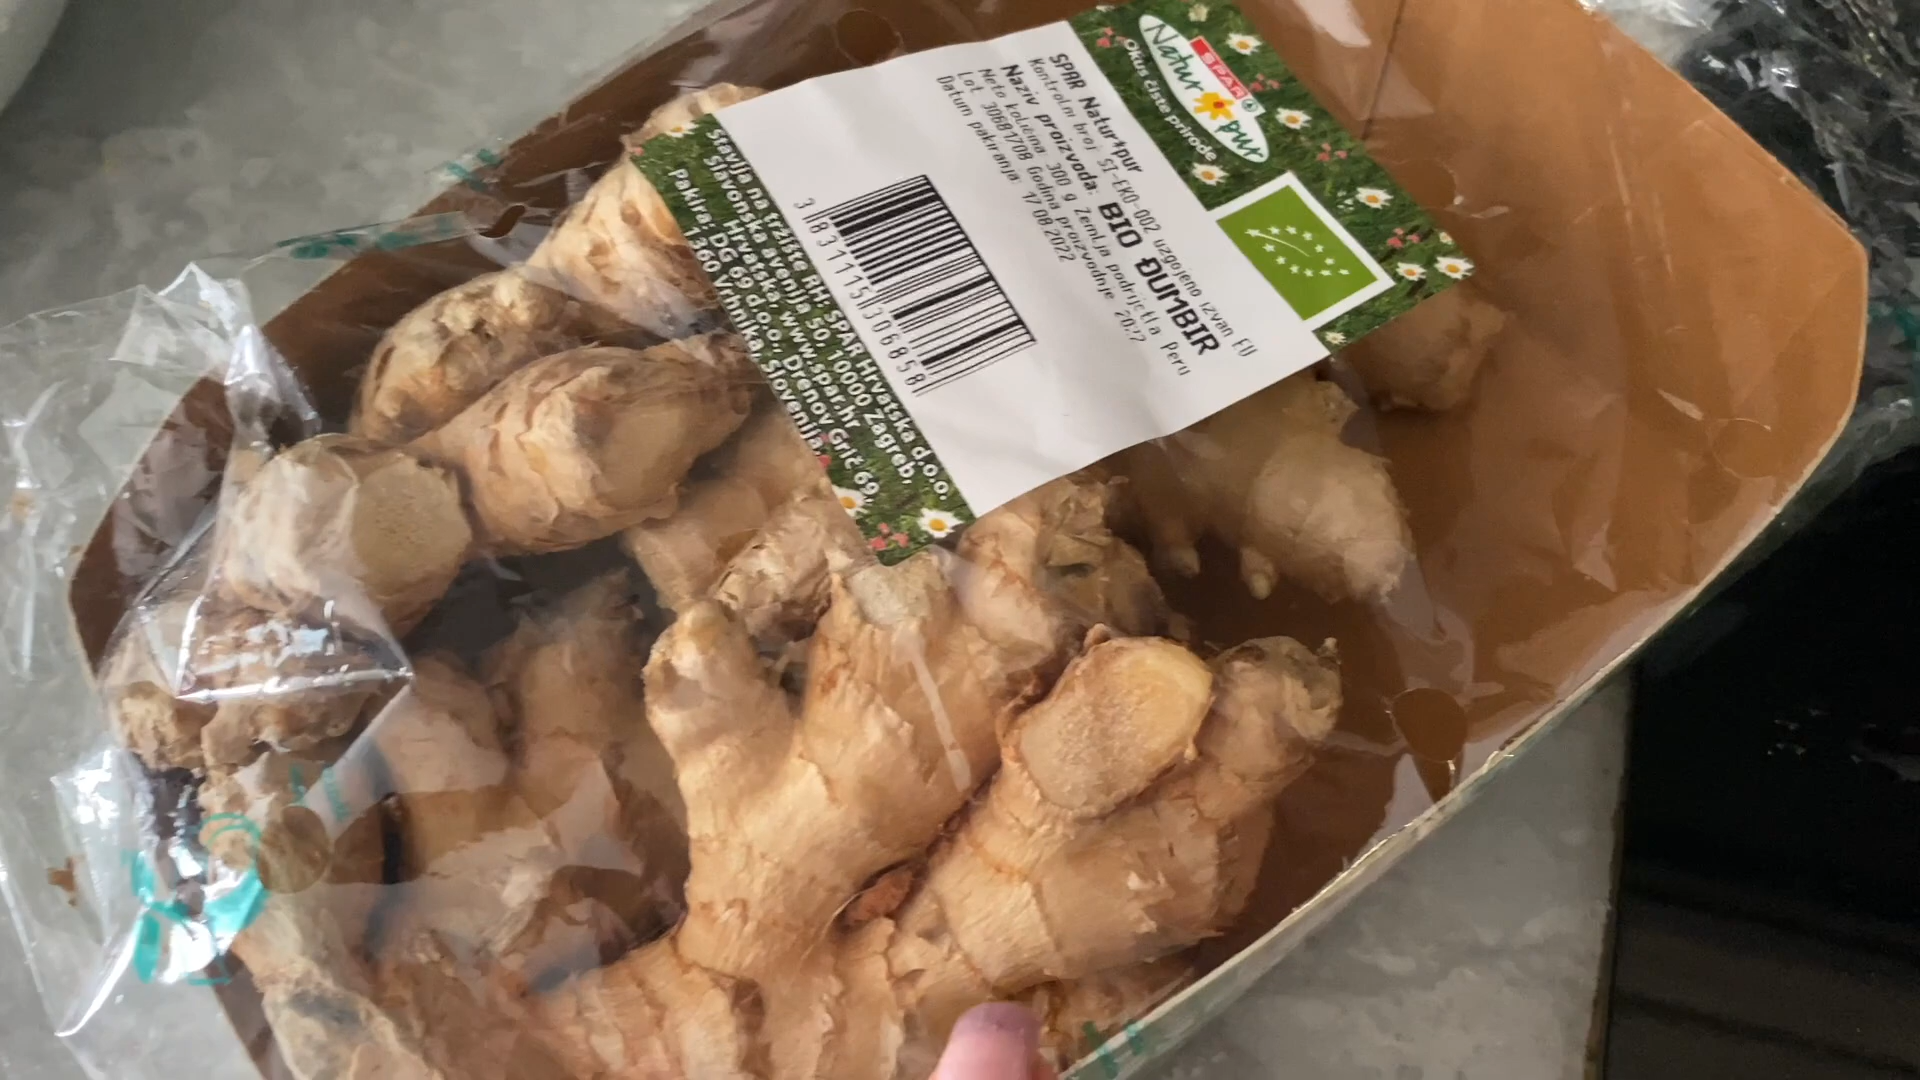 Natur pur
SPAR
Okus čiste prirode
SPAR Natur*pur
Kontrolni broj: SI-EKO-002 uzgojeno izvan EU
Naziv proizvoda: BIO ĐUMBIR
Neto količina: 300 g Zemlja podrijetla Peru
Lot. 30681708 Godina proizvodnje 2022
Datum pakiranja: 17 08 2022
3 831115 306858
Stavlja na tržište RH: SPAR Hrvatska d.o.o.
Slavonska avenija 50, 10000 Zagreb,
Hrvatska, www.spar.hr
Pakira: DG 69 d.o.o., Drenov Grič 69,
1360 Vrhnika, Slovenija,